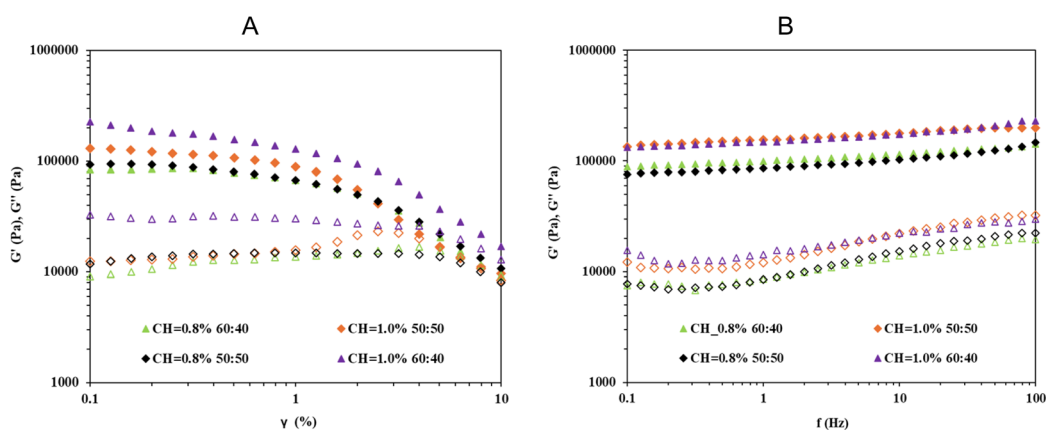 A
1000000
100000
10000
1000
G' (Pa), G'' (Pa)
CH=0.8% 60:40
CH=1.0% 50:50
CH=0.8% 50:50
CH=1.0% 60:40
0.1
1
10
γ (%)
B
1000000
100000
10000
1000
G' (Pa), G'' (Pa)
CH_0.8% 60:40
CH=1.0% 50:50
CH=0.8% 50:50
CH=1.0% 60:40
0.1
1
10
100
f (Hz)